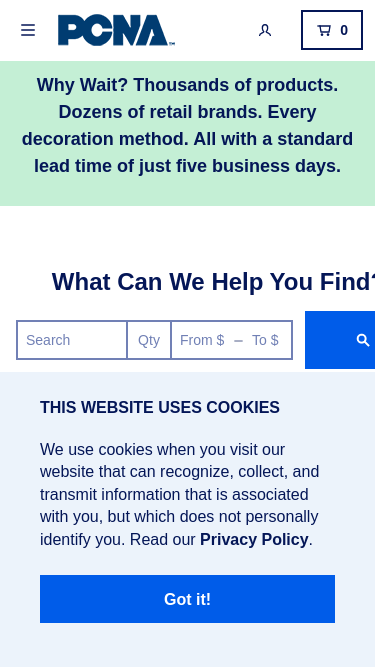 PCNA
0
Why Wait? Thousands of products.
Dozens of retail brands. Every
decoration method. All with a standard
lead time of just five business days.
What Can We Help You Find?
Search Qty From $ – To $
THIS WEBSITE USES COOKIES
We use cookies when you visit our
website that can recognize, collect, and
transmit information that is associated
with you, but which does not personally
identify you. Read our Privacy Policy.
Got it!